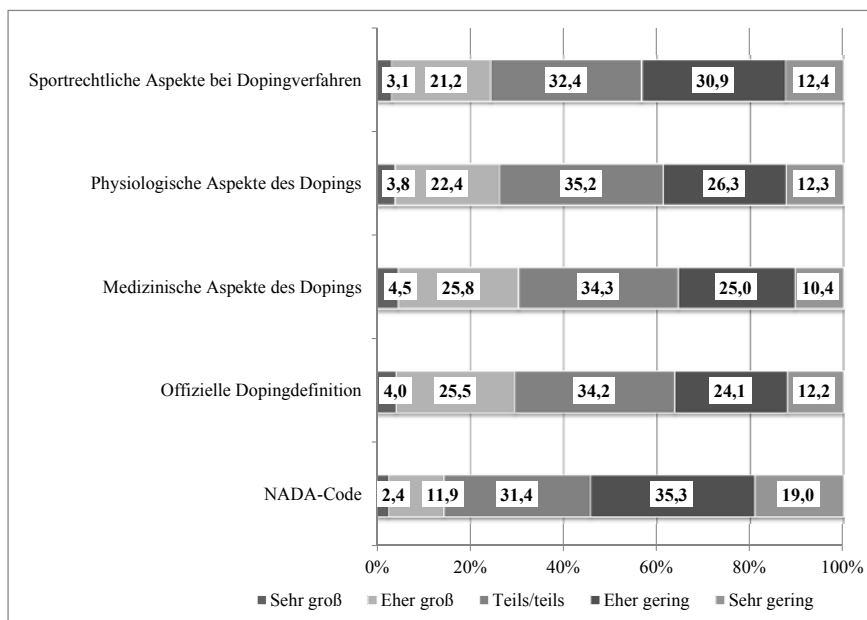 Sportrechtliche Aspekte bei Dopingverfahren 3,1 21,2 32,4 30,9 12,4
Physiologische Aspekte des Dopings 3,8 22,4 35,2 26,3 12,3
Medizinische Aspekte des Dopings 4,5 25,8 34,3 25,0 10,4
Offizielle Dopingdefinition 4,0 25,5 34,2 24,1 12,2
NADA-Code 2,4 11,9 31,4 35,3 19,0
0% 20% 40% 60% 80% 100%
Sehr groß Eher groß Teils/teils Eher gering Sehr gering